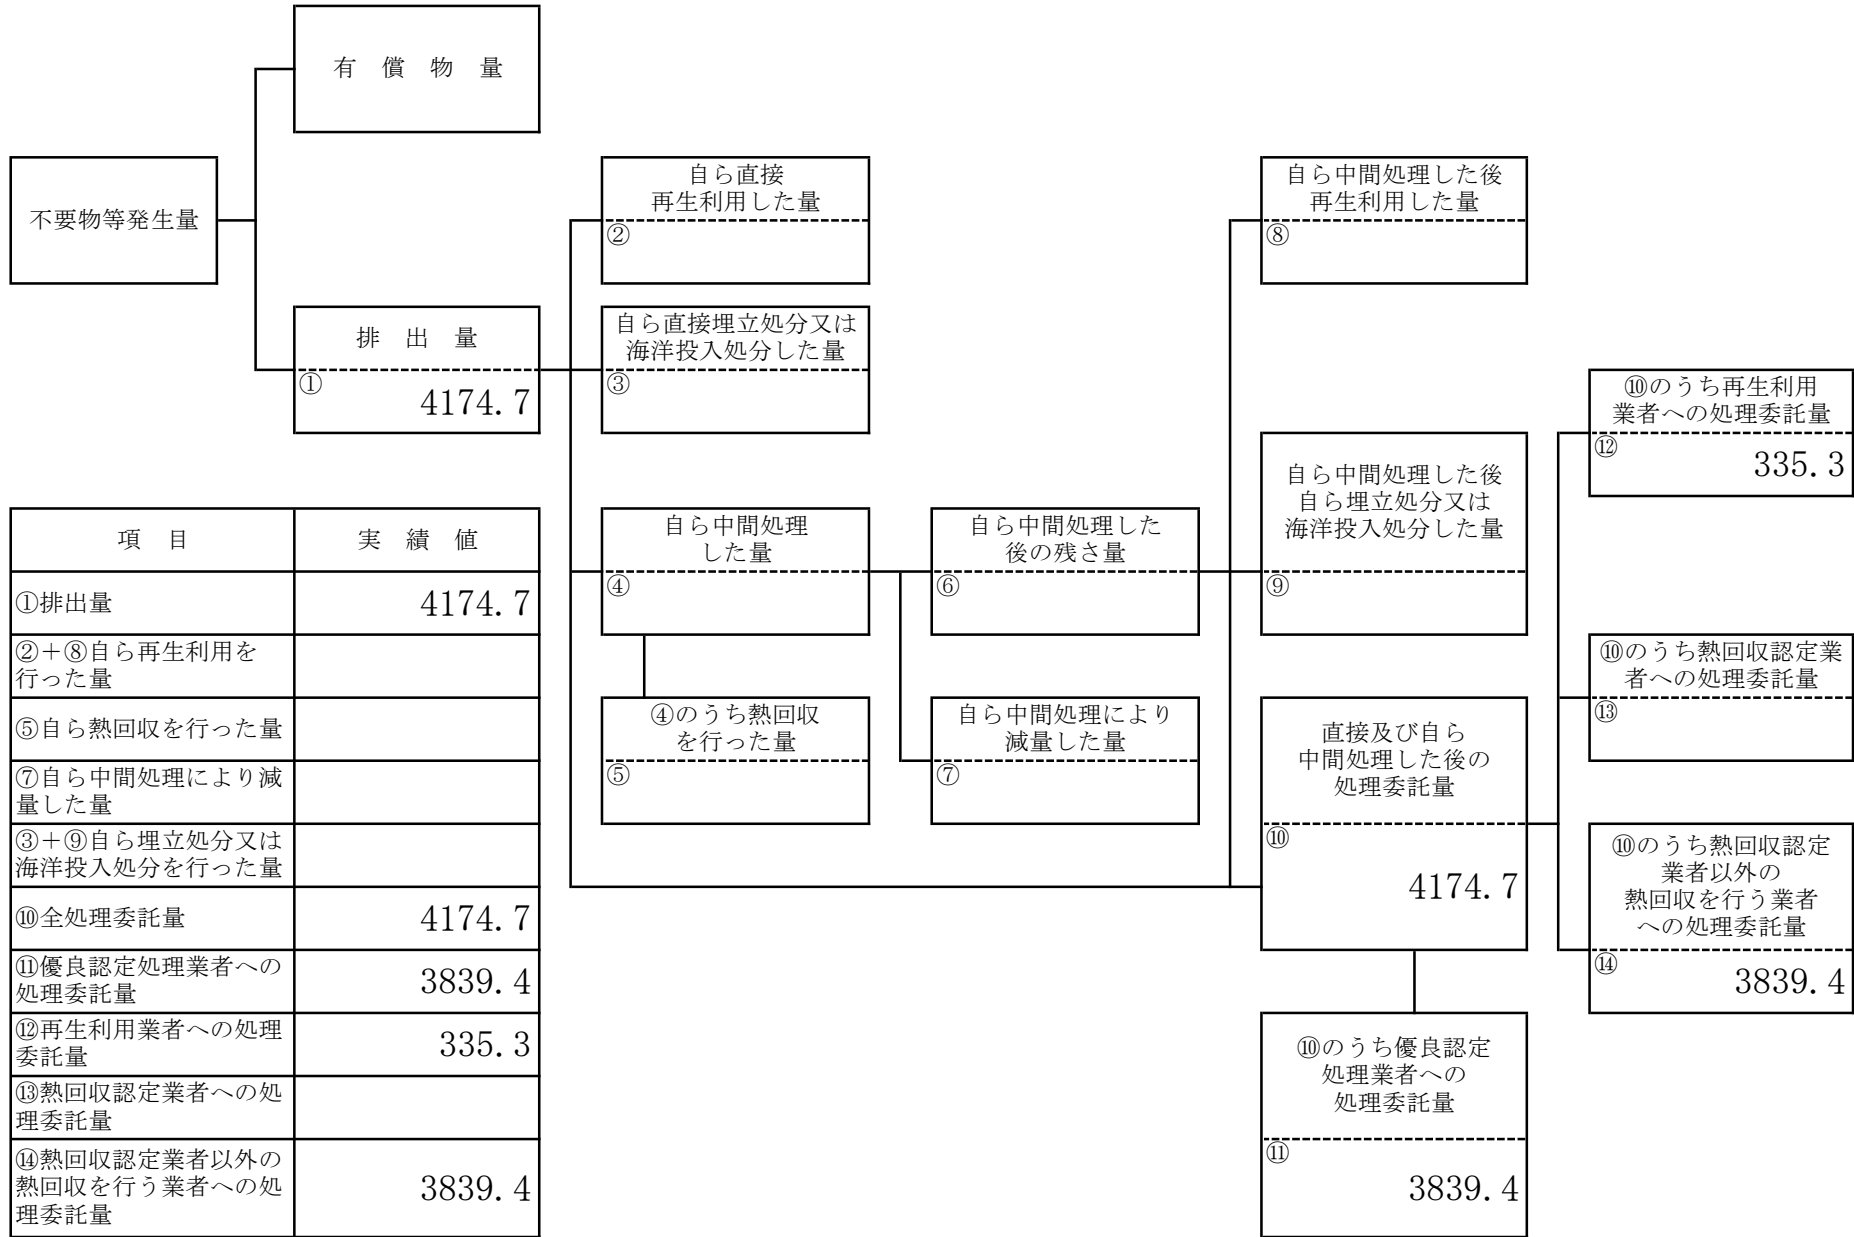 有　償　物　量
不要物等発生量
排　出　量
①
4174.7
自ら直接
再生利用した量
②
自ら直接埋立処分又は
海洋投入処分した量
③
自ら中間処理
した量
④
④のうち熱回収
を行った量
⑤
自ら中間処理した
後の残さ量
⑥
自ら中間処理により
減量した量
⑦
自ら中間処理した後
再生利用した量
⑧
自ら中間処理した後
自ら埋立処分又は
海洋投入処分した量
⑨
直接及び自ら
中間処理した後の
処理委託量
⑩
4174.7
⑩のうち優良認定
処理業者への
処理委託量
⑪
3839.4
⑩のうち再生利用
業者への処理委託量
⑫
335.3
⑩のうち熱回収認定業
者への処理委託量
⑬
⑩のうち熱回収認定
業者以外の
熱回収を行う業者
への処理委託量
⑭
3839.4
項　目　実　績　値
①排出量　4174.7
②＋⑧自ら再生利用を
行った量
⑤自ら熱回収を行った量
⑦自ら中間処理により減
量した量
③＋⑨自ら埋立処分又は
海洋投入処分を行った量
⑩全処理委託量　4174.7
⑪優良認定処理業者への
処理委託量
3839.4
⑫再生利用業者への処理
委託量
335.3
⑬熱回収認定業者への処
理委託量
⑭熱回収認定業者以外の
熱回収を行う業者への処
理委託量
3839.4